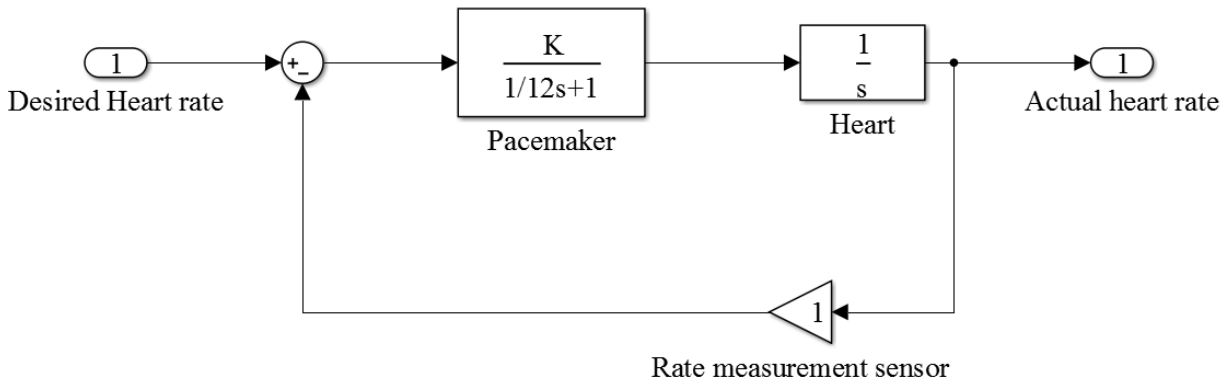 1
Desired Heart rate
+
-
K
1/12s+1
Pacemaker
1
s
Heart
1
Actual heart rate
1
Rate measurement sensor